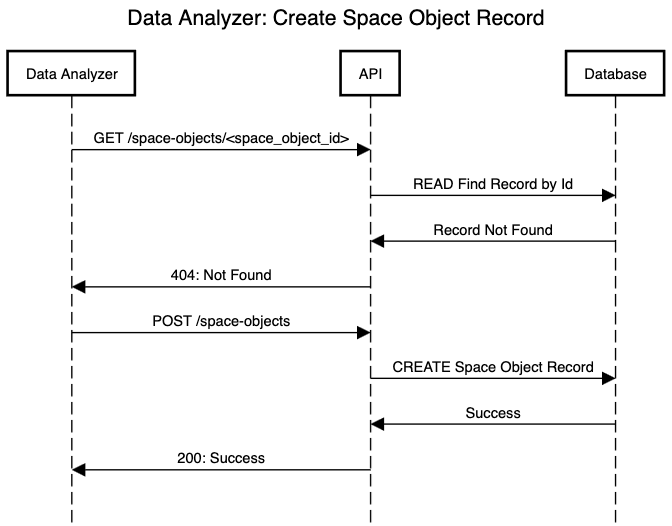 Data Analyzer: Create Space Object Record
Data Analyzer
API
Database
GET /space-objects/<space_object_id>
READ Find Record by Id
Record Not Found
404: Not Found
POST /space-objects
CREATE Space Object Record
Success
200: Success